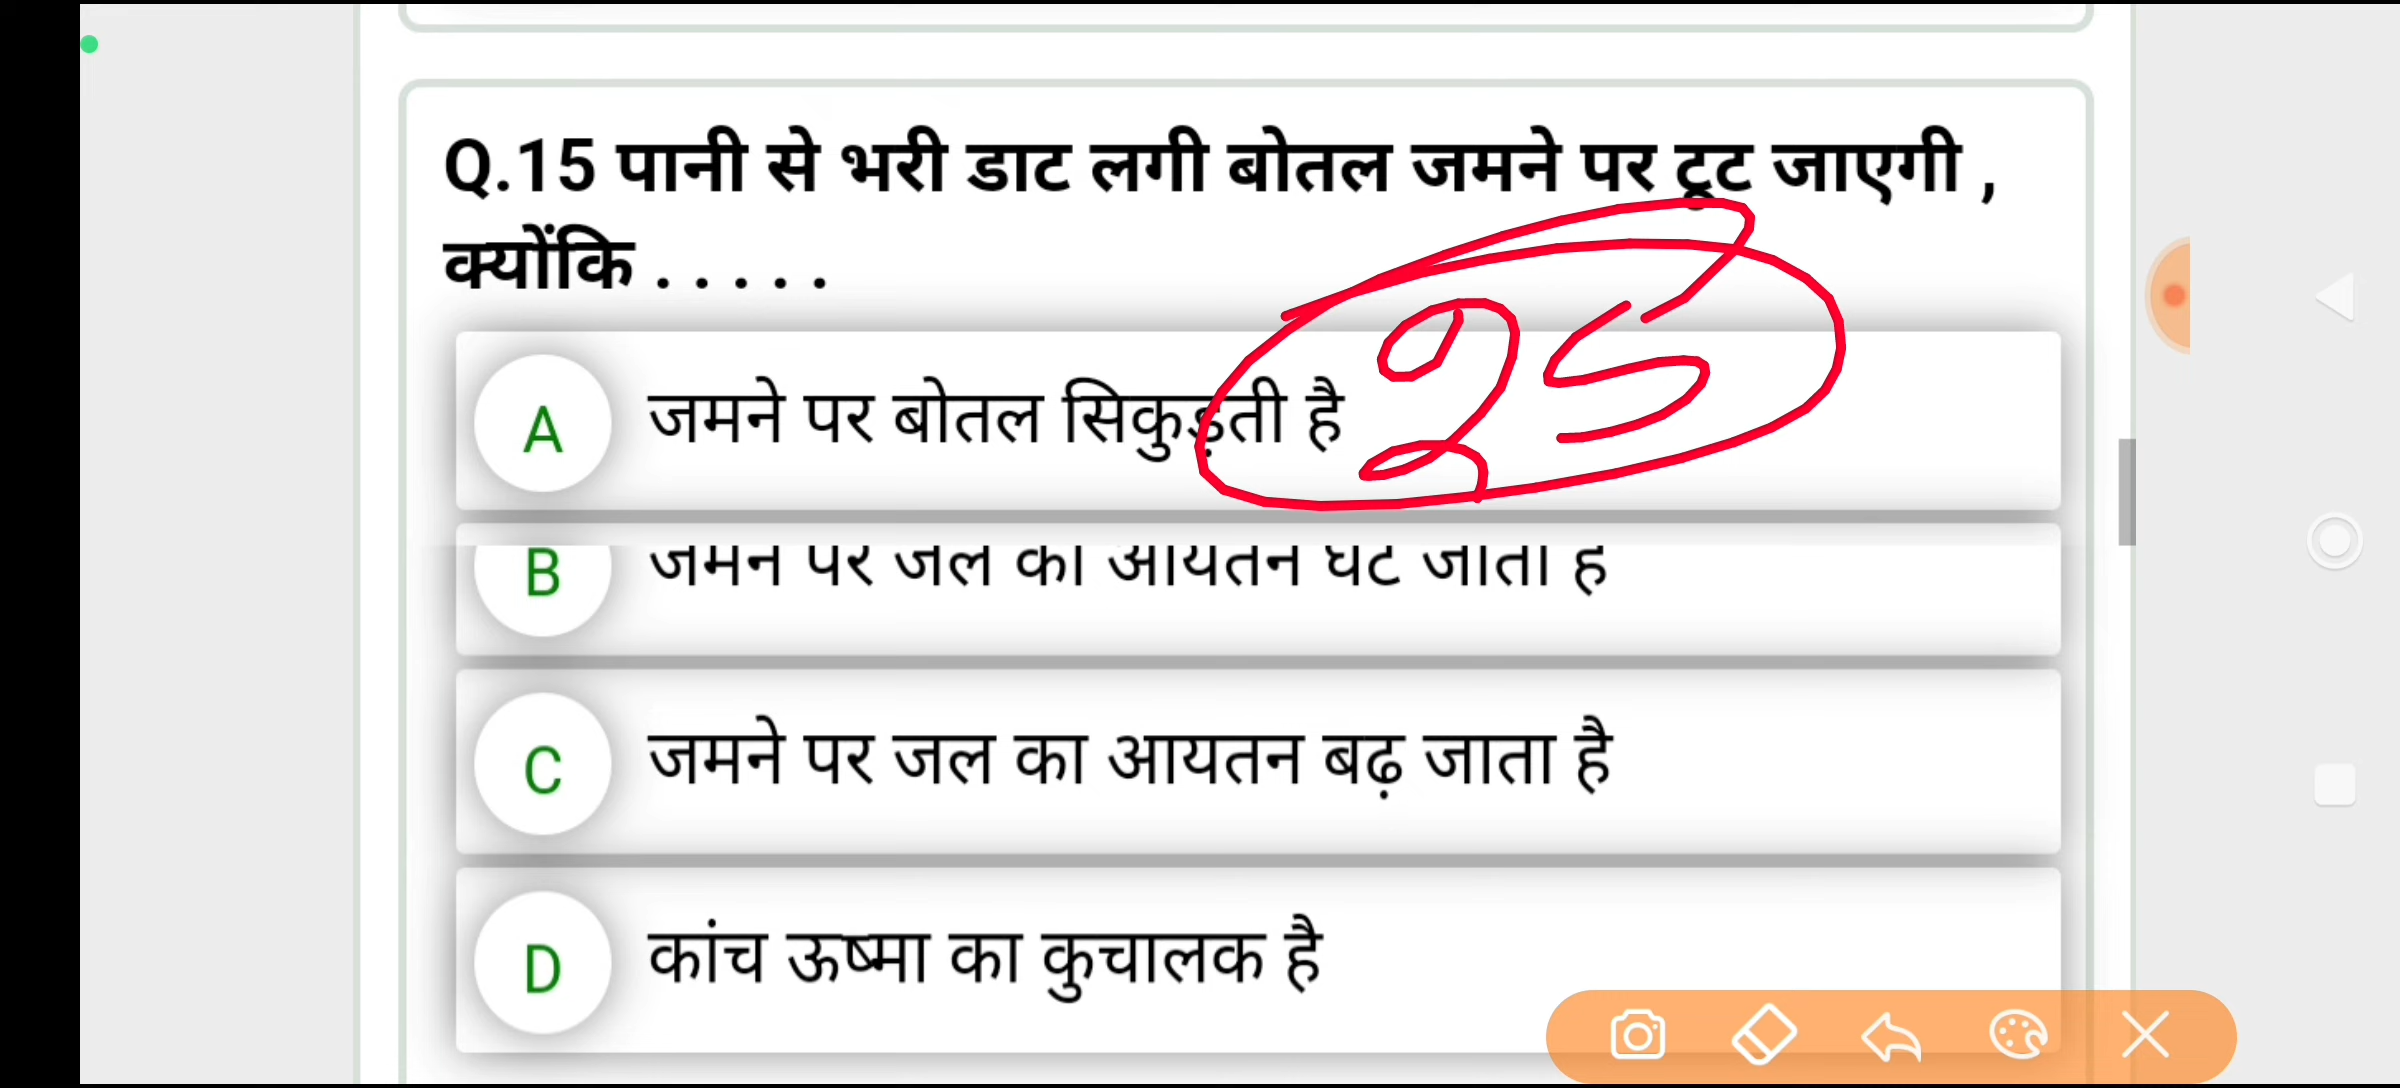 Q.15 पानी से भरी डाट लगी बोतल जमने पर टूट जाएगी ,
क्योंकि . . . . .
25
A जमने पर बोतल सिकुड़ती है
B जमने पर जल का आयतन घट जाता है
C जमने पर जल का आयतन बढ़ जाता है
D कांच ऊष्मा का कुचालक है